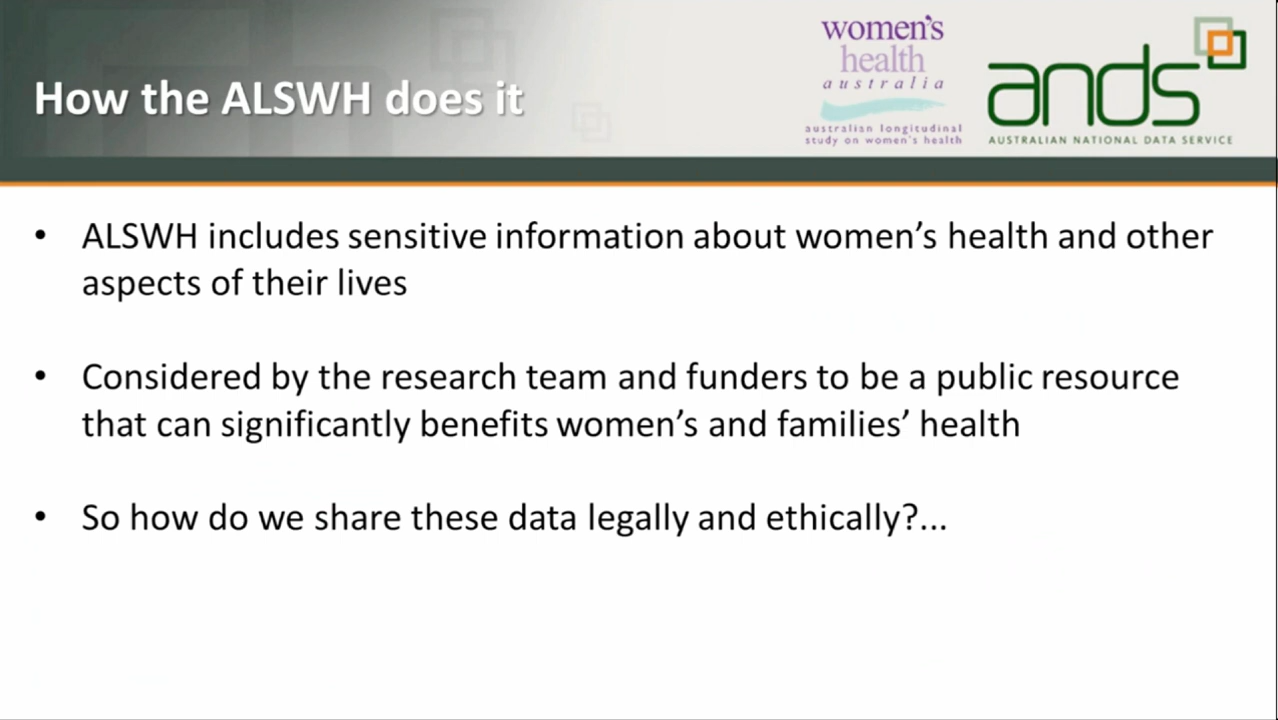 How the ALSWH does it
women's
health
australia
australian longitudinal
study on women's health
ands
AUSTRALIAN NATIONAL DATA SERVICE
• ALSWH includes sensitive information about women’s health and other
aspects of their lives
• Considered by the research team and funders to be a public resource
that can significantly benefits women’s and families’ health
• So how do we share these data legally and ethically?...